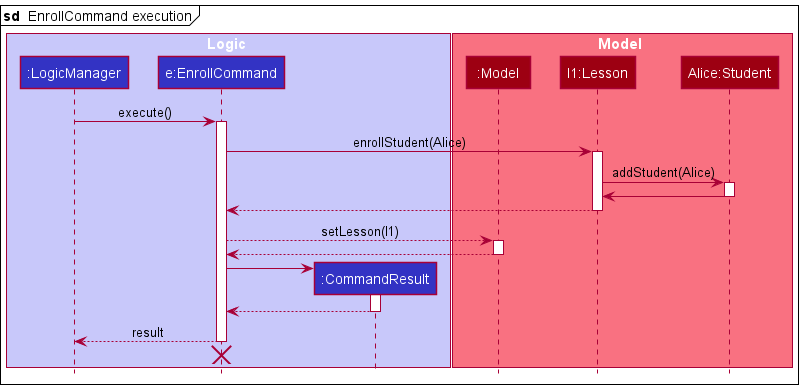 sd EnrollCommand execution
Logic
Model
:LogicManager
e:EnrollCommand
:Model
l1:Lesson
Alice:Student
execute()
enrollStudent(Alice)
addStudent(Alice)
setLesson(l1)
:CommandResult
result